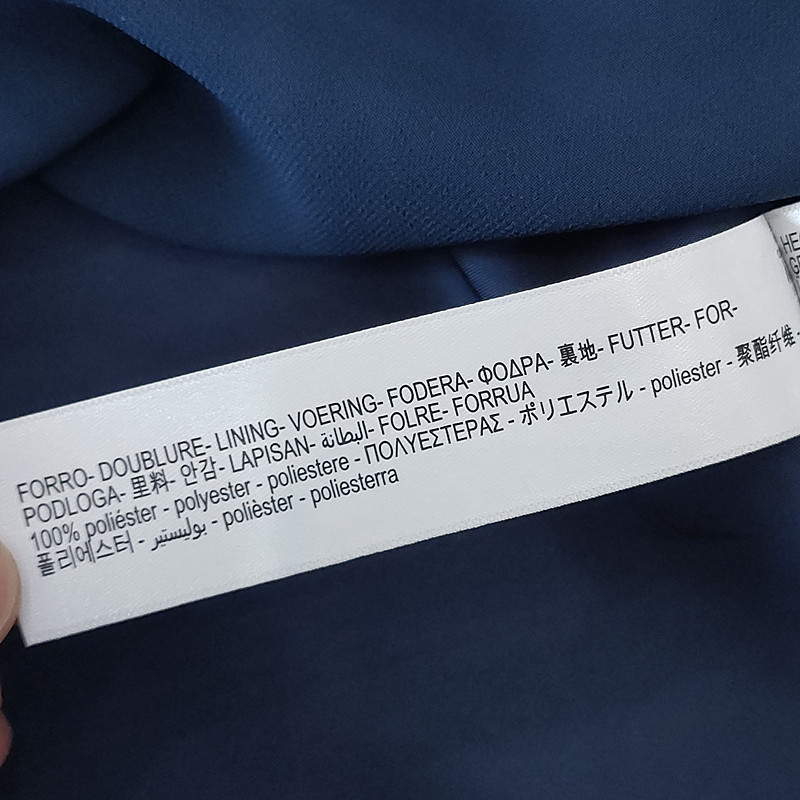 FORRO- DOUBLURE- LINING- VOERING- FODERA- ΦΟΔΡΑ- 裏地- FUTTER- FOR-
PODLOGA- 里料- 안감- LAPISAN- البطانة- FOLRE- FORRUA
100% poliéster - polyester - poliestere - ΠΟΛΥΕΣΤΕΡΑΣ - ポリエステル - poliester - 聚酯纤维 -
폴리에스터 - بوليستير - polièster - poliesterra